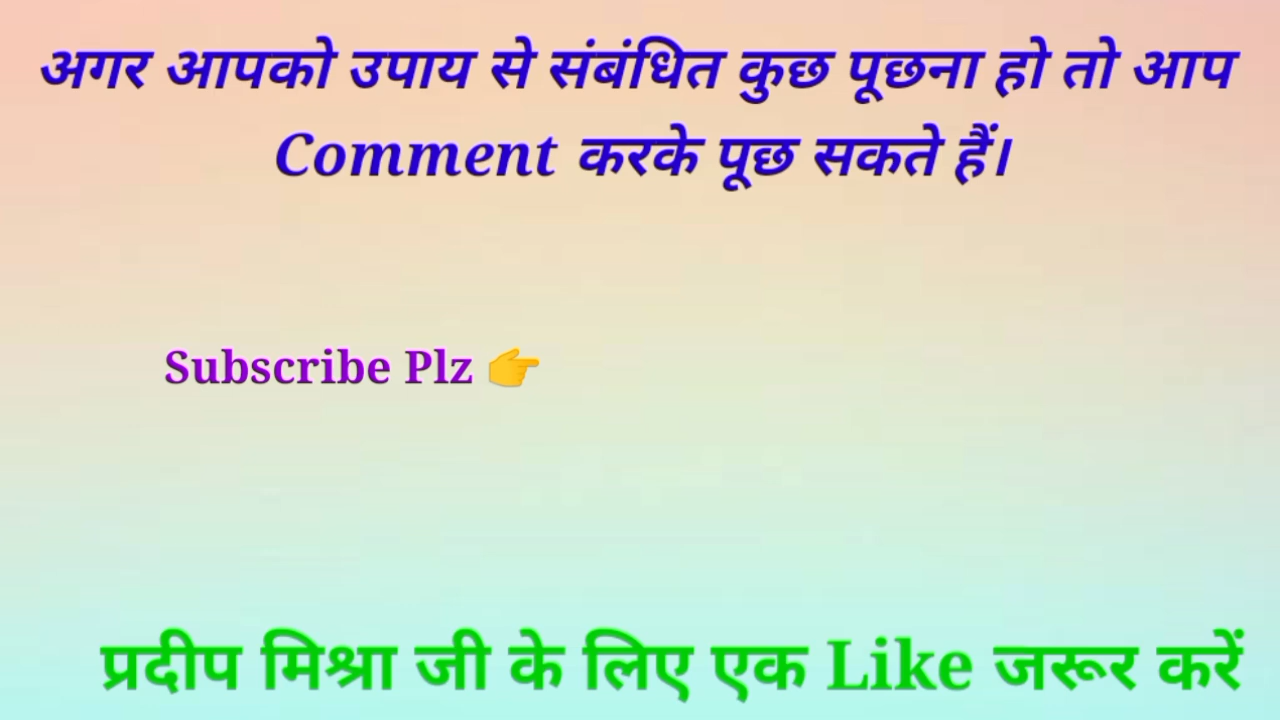 अगर आपको उपाय से संबंधित कुछ पूछना हो तो आप
Comment करके पूछ सकते हैं।
Subscribe Plz 👉
प्रदीप मिश्रा जी के लिए एक Like जरूर करें